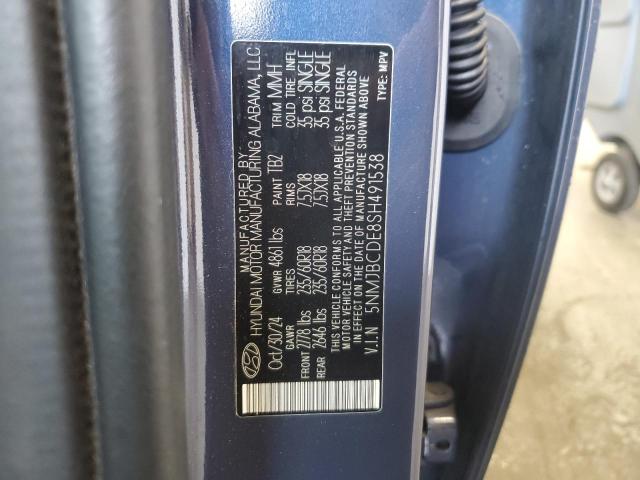 MANUFACTURED BY
HYUNDAI MOTOR MANUFACTURING ALABAMA, LLC
Oct/30/24 GVWR 4861 lbs PAINT TB2 TRIM MMH
GAWR TIRES RIMS COLD TIRE INFL
FRONT 2778 lbs 235/60R18 7.5JX18 35 psi SINGLE
REAR 2646 lbs 235/60R18 7.5JX18 35 psi SINGLE
THIS VEHICLE CONFORMS TO ALL APPLICABLE U.S.A. FEDERAL
MOTOR VEHICLE SAFETY AND THEFT PREVENTION STANDARDS
IN EFFECT ON THE DATE OF MANUFACTURE SHOWN ABOVE
V.I.N 5NMJBCDE8SH491538 TYPE: MPV